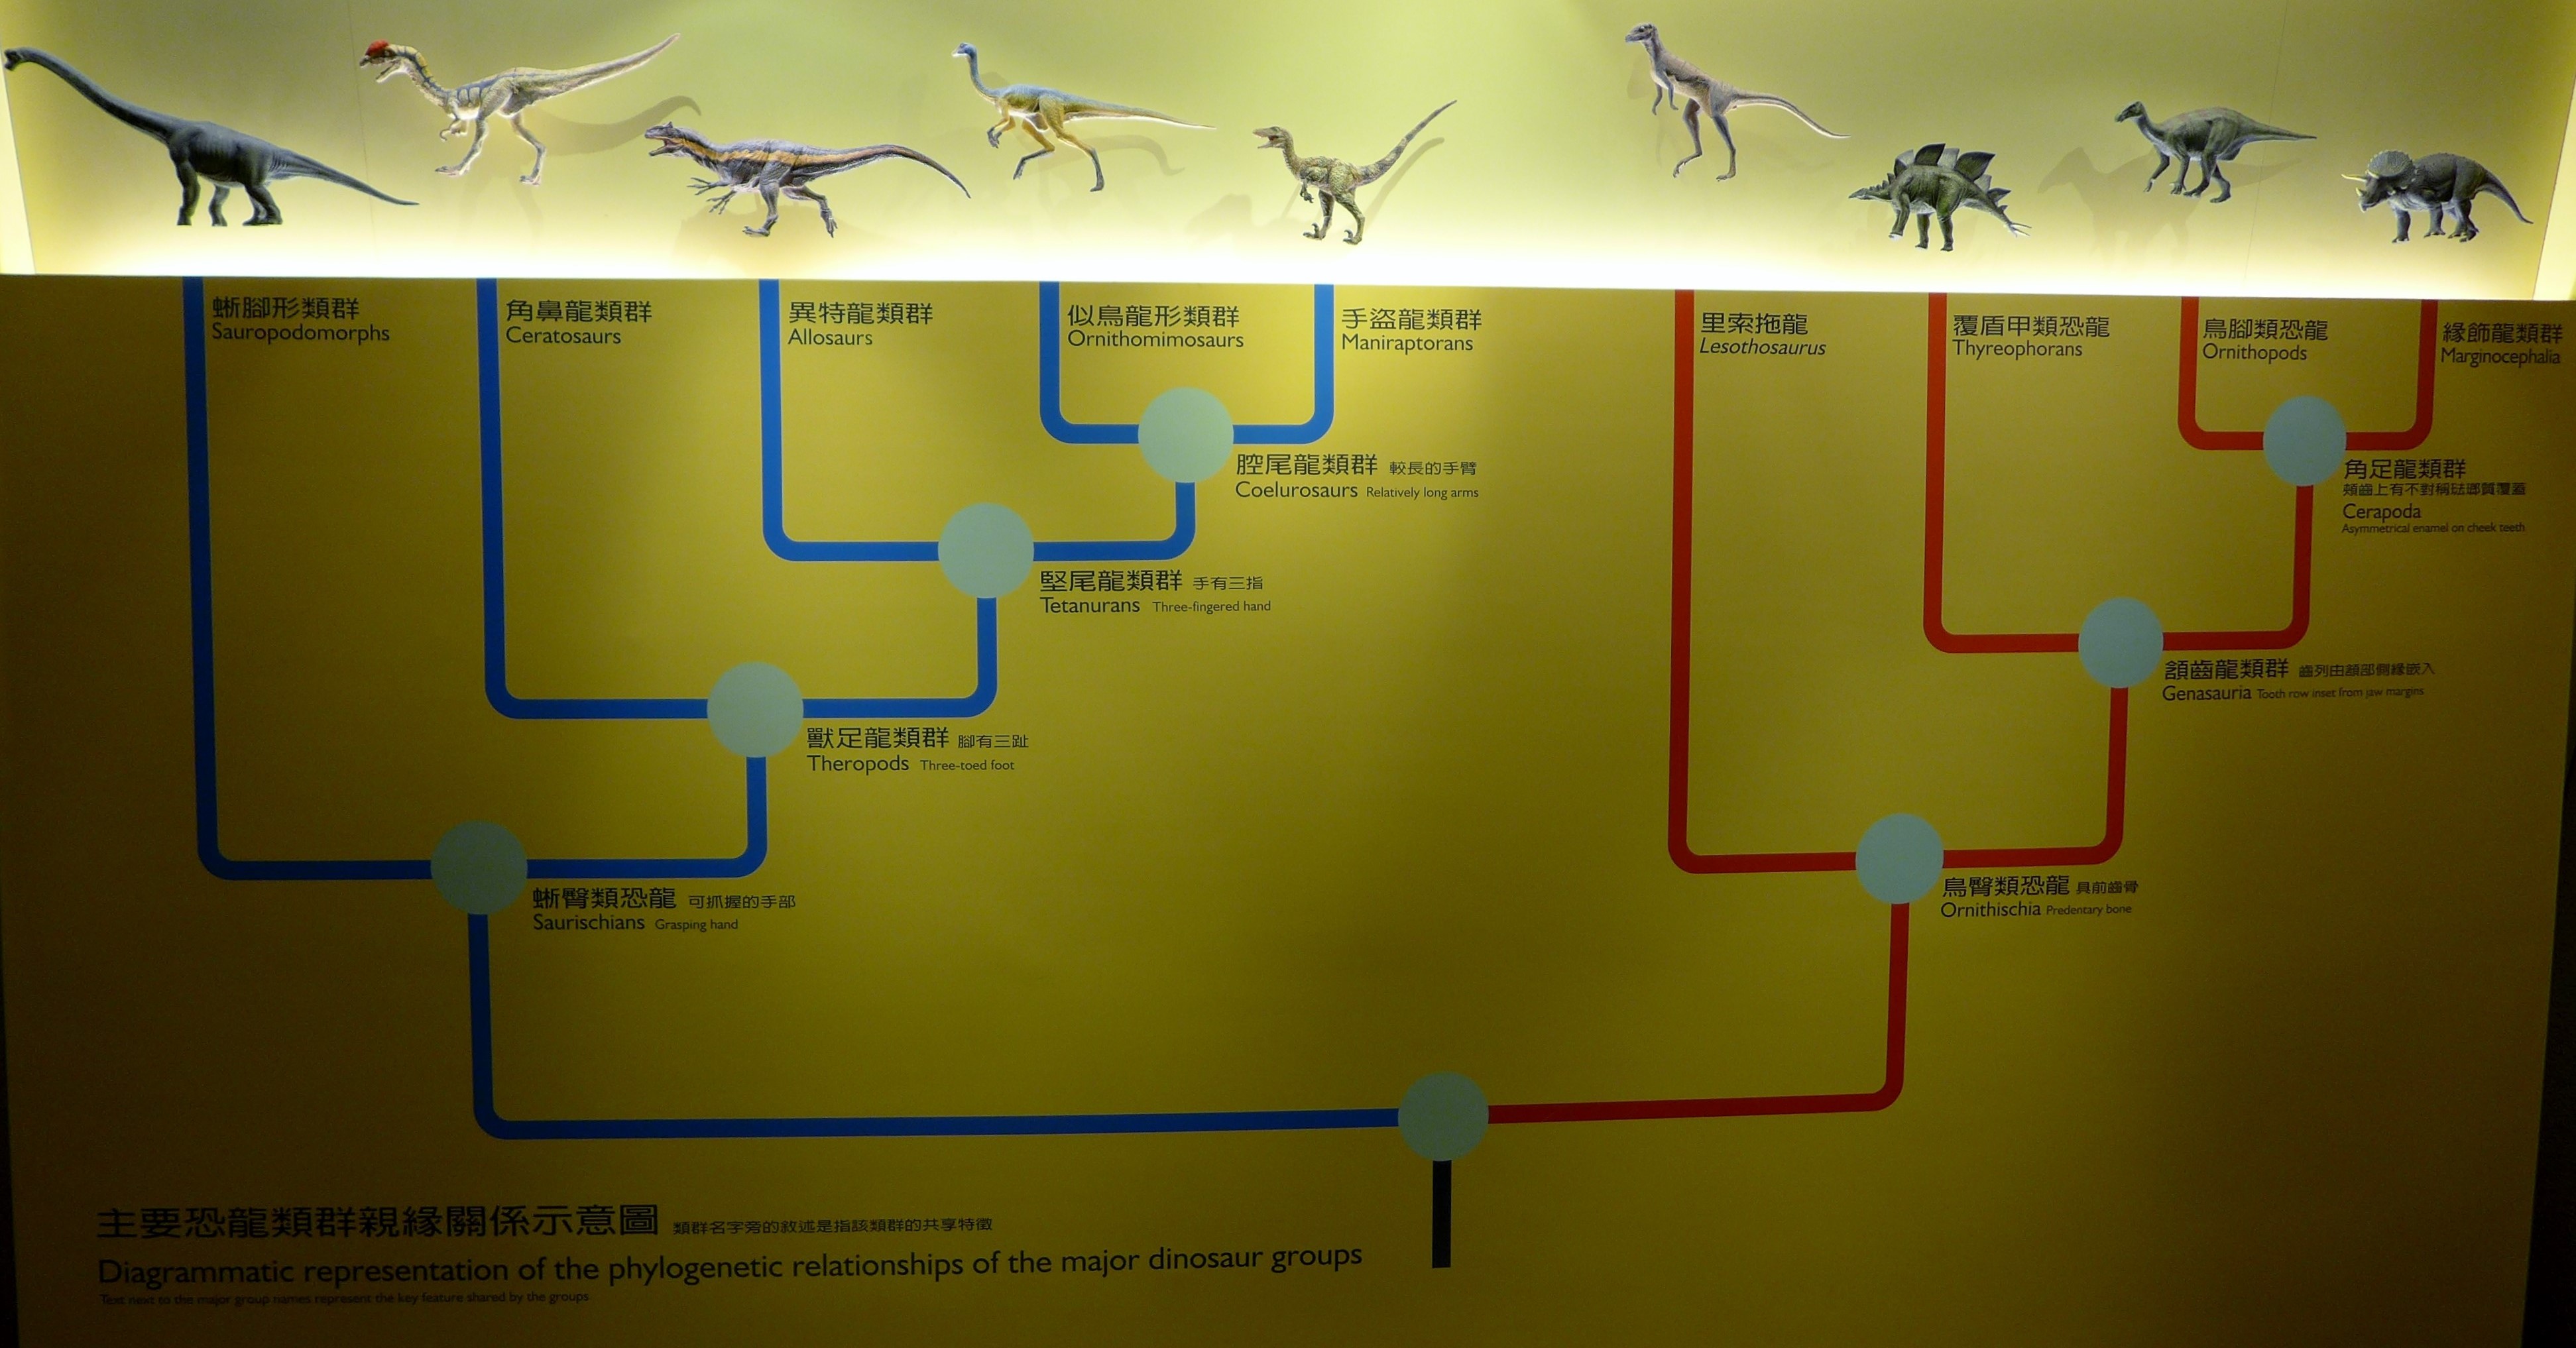 蜥腳形類群
Sauropodomorphs
角鼻龍類群
Ceratosaurs
異特龍類群
Allosaurs
似鳥龍形類群
Ornithomimosaurs
手盜龍類群
Maniraptorans
里索拖龍
Lesothosaurus
覆盾甲類恐龍
Thyreophorans
鳥腳類恐龍
Ornithopods
緣飾龍類群
Marginocephalia
腔尾龍類群 較長的手臂
Coelurosaurs Relatively long arms
角足龍類群
頰齒上有不對稱琺瑯質覆蓋
Cerapoda
Asymmetrical enamel on cheek teeth
堅尾龍類群 手有三指
Tetanurans Three-fingered hand
頷齒龍類群 齒列由頷部側緣嵌入
Genasauria Tooth row inset from jaw margins
獸足龍類群 腳有三趾
Theropods Three-toed foot
蜥臀類恐龍 可抓握的手部
Saurischians Grasping hand
鳥臀類恐龍 具前齒骨
Ornithischia Predentary bone
主要恐龍類群親緣關係示意圖 類群名字旁的敘述是指該類群的共享特徵
Diagrammatic representation of the phylogenetic relationships of the major dinosaur groups
Text next to the major group names represent the key feature shared by the groups